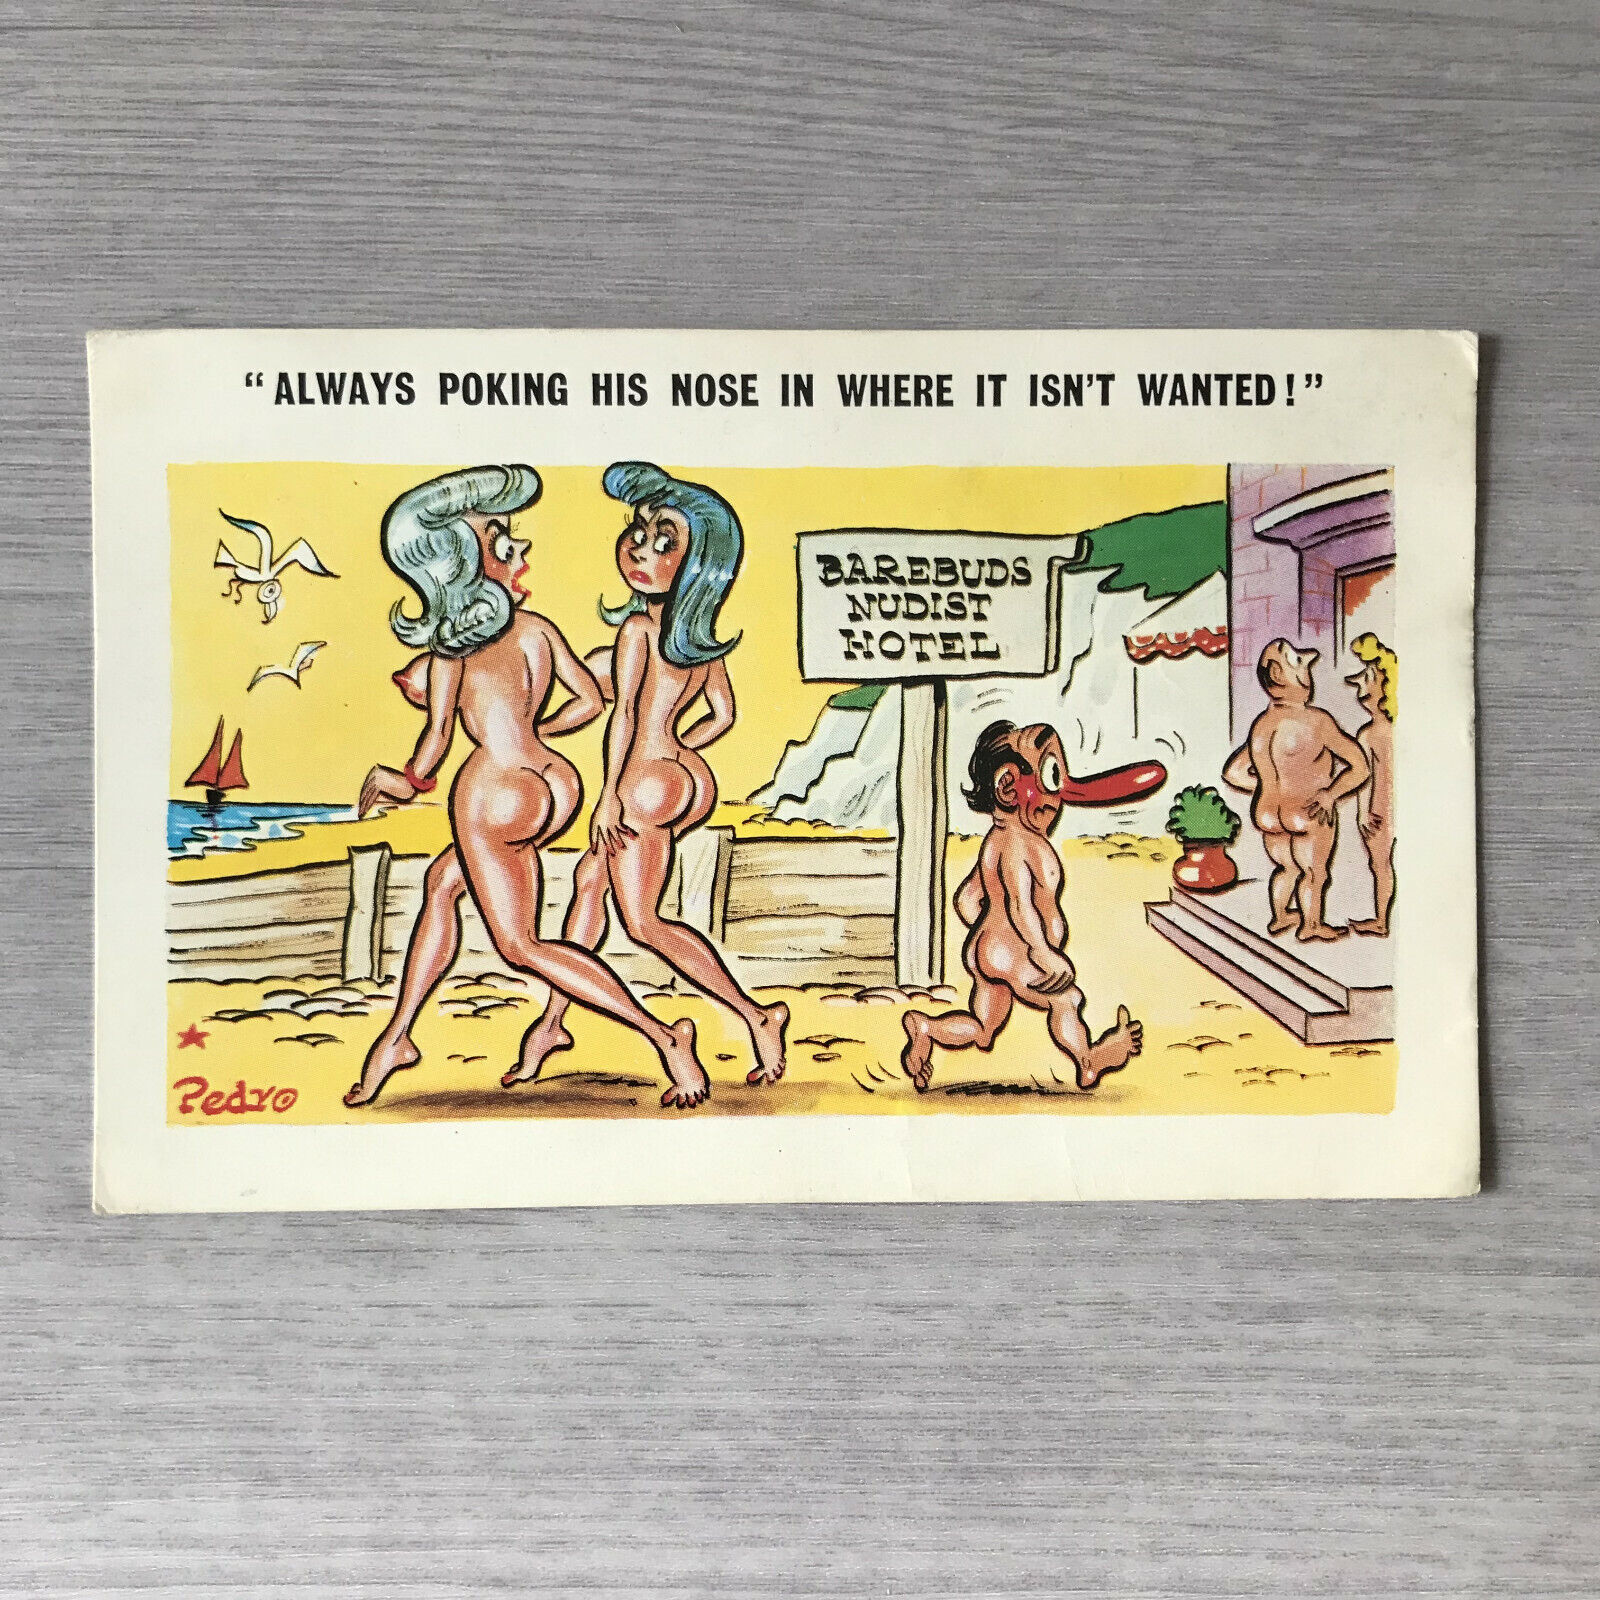 “ALWAYS POKING HIS NOSE IN WHERE IT ISN'T WANTED!”
BAREBUDS
NUDIST
HOTEL
Pedro ©